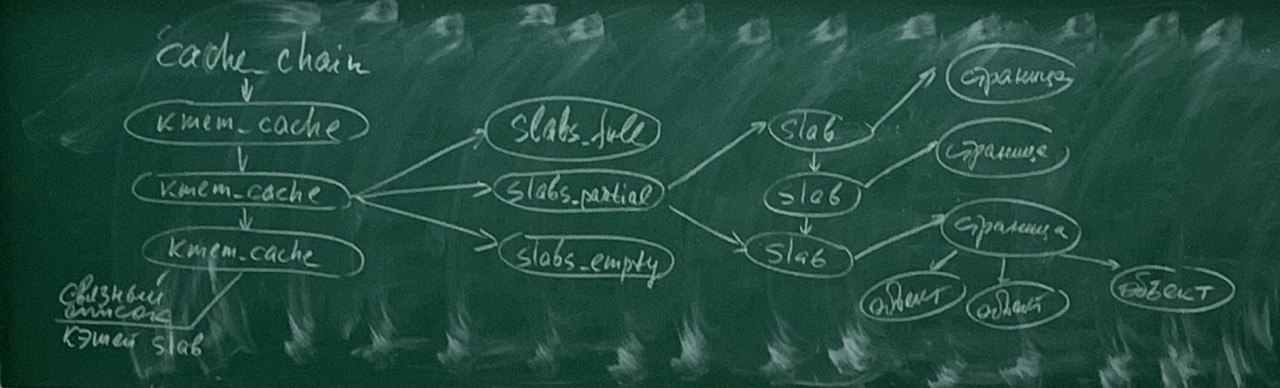 cache_chain
kmem_cache
kmem_cache
kmem_cache
связный
список
кэшей slab
slabs_full
slabs_partial
slabs_empty
slab
slab
slab
страница
страница
страница
объект
объект
объект